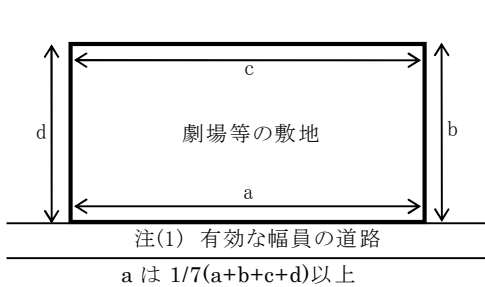 c
d
劇場等の敷地
b
a
注(1) 有効な幅員の道路
a は 1/7(a+b+c+d)以上